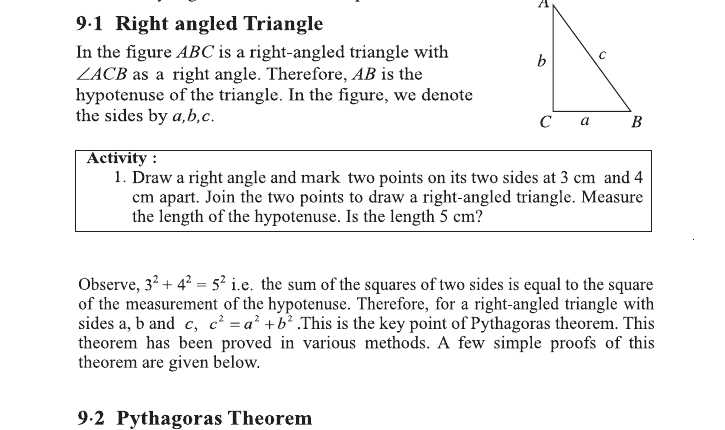 9·1 Right angled Triangle
In the figure ABC is a right-angled triangle with
∠ACB as a right angle. Therefore, AB is the
hypotenuse of the triangle. In the figure, we denote
the sides by a,b,c.
A
b
c
C a B
Activity :
1. Draw a right angle and mark two points on its two sides at 3 cm and 4
cm apart. Join the two points to draw a right-angled triangle. Measure
the length of the hypotenuse. Is the length 5 cm?
Observe, 3² + 4² = 5² i.e. the sum of the squares of two sides is equal to the square
of the measurement of the hypotenuse. Therefore, for a right-angled triangle with
sides a, b and c, c² = a² + b² .This is the key point of Pythagoras theorem. This
theorem has been proved in various methods. A few simple proofs of this
theorem are given below.
9·2 Pythagoras Theorem